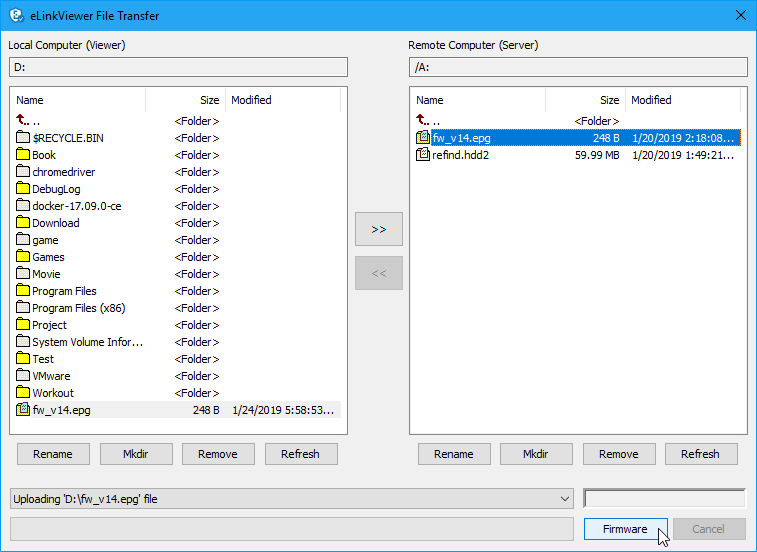 eLinkViewer File Transfer
Local Computer (Viewer)
Remote Computer (Server)
D:
/A:
Name Size Modified
.. <Folder>
$RECYCLE.BIN <Folder>
Book <Folder>
chromedriver <Folder>
DebugLog <Folder>
docker-17.09.0-ce <Folder>
Download <Folder>
game <Folder>
Games <Folder>
Movie <Folder>
Program Files <Folder>
Program Files (x86) <Folder>
Project <Folder>
System Volume Infor... <Folder>
Test <Folder>
VMware <Folder>
Workout <Folder>
fw_v14.epg 248 B 1/24/2019 5:58:53...
>>
<<
Name Size Modified
.. <Folder>
fw_v14.epg 248 B 1/20/2019 2:18:08...
refind.hdd2 59.99 MB 1/20/2019 1:49:21...
Rename Mkdir Remove Refresh
Rename Mkdir Remove Refresh
Uploading 'D:\fw_v14.epg' file
Firmware Cancel